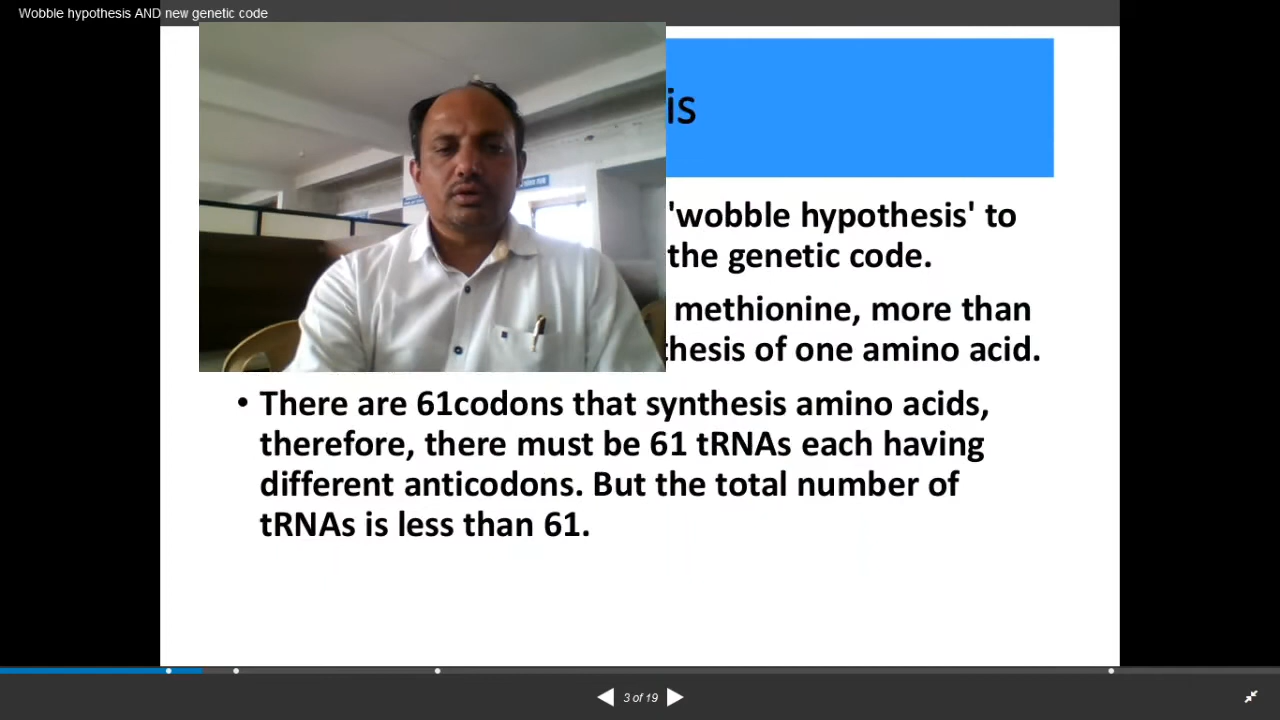 Wobble hypothesis AND new genetic code
is
'wobble hypothesis' to
the genetic code.
methionine, more than
thesis of one amino acid.
• There are 61codons that synthesis amino acids,
therefore, there must be 61 tRNAs each having
different anticodons. But the total number of
tRNAs is less than 61.
3 of 19